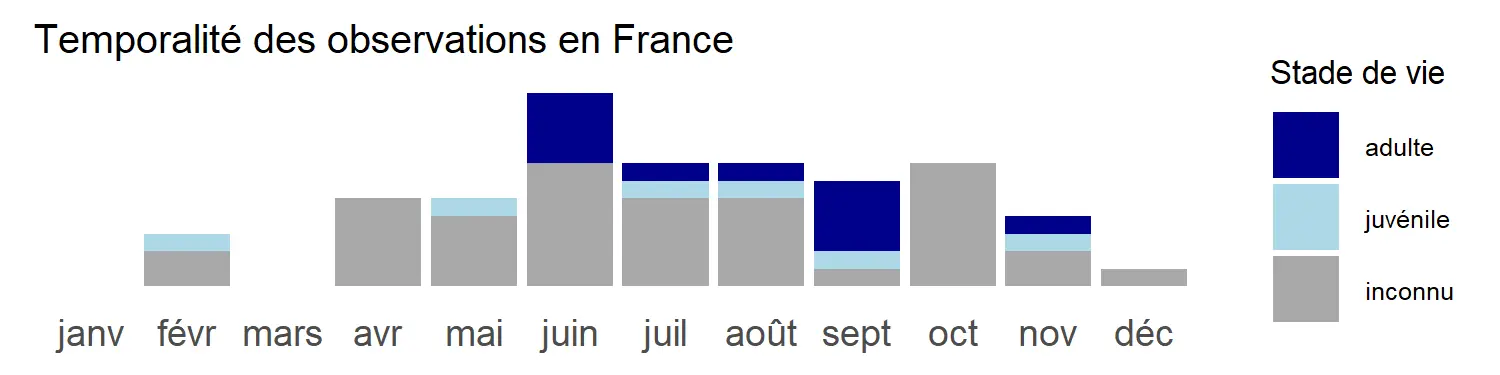 Temporalité des observations en France
Stade de vie
adulte
juvénile
inconnu
janv févr mars avr mai juin juil août sept oct nov déc